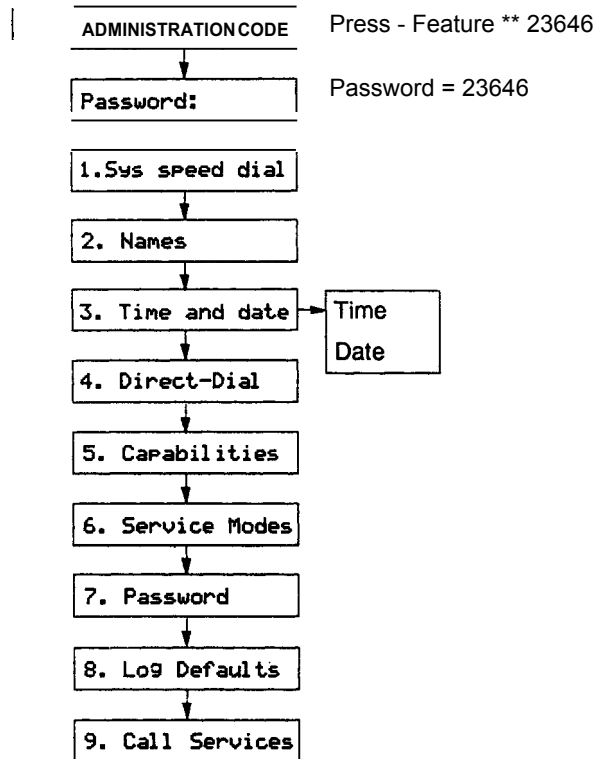 ADMINISTRATION CODE
Press - Feature ** 23646
Password:
Password = 23646
1.Sys speed dial
2. Names
3. Time and date
Time
Date
4. Direct-Dial
5. Capabilities
6. Service Modes
7. Password
8. Log Defaults
9. Call Services